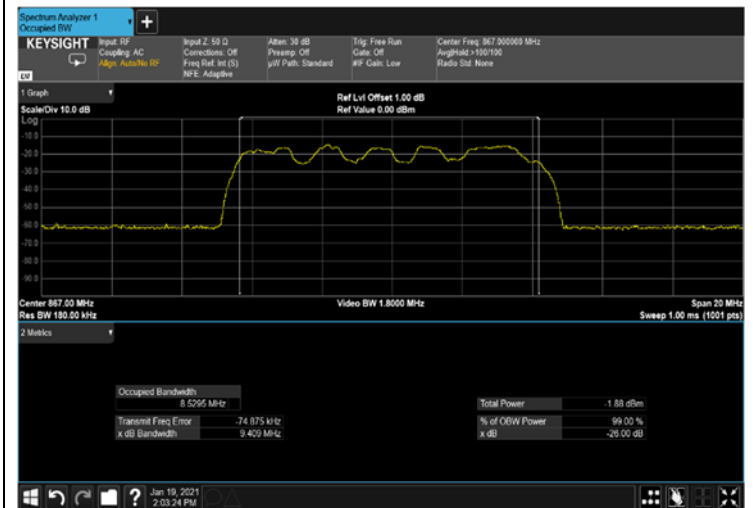 Spectrum Analyzer 1
Occupied BW
+
KEYSIGHT
Input: RF
Coupling: AC
Align: Auto/No RF
Input Z: 50 Ω
Corrections: Off
Freq Ref: Int (S)
NFE: Adaptive
Atten: 30 dB
Preamp: Off
µW Path: Standard
Trig: Free Run
Gate: Off
#IF Gain: Low
Center Freq: 867.000000 MHz
Avg|Hold:>100/100
Radio Std: None
1 Graph
Scale/Div 10.0 dB
Ref Lvl Offset 1.00 dB
Ref Value 0.00 dBm
Log
-10.0
-20.0
-30.0
-40.0
-50.0
-60.0
-70.0
-80.0
-90.0
Center 867.00 MHz
Video BW 1.8000 MHz
Span 20 MHz
Res BW 180.00 kHz
Sweep 1.00 ms (1001 pts)
2 Metrics
Occupied Bandwidth
8.5295 MHz
Total Power -1.88 dBm
Transmit Freq Error -74.875 kHz
% of OBW Power 99.00 %
x dB Bandwidth 9.409 MHz
x dB -26.00 dB
?
Jan 19, 2021
2:03:24 PM